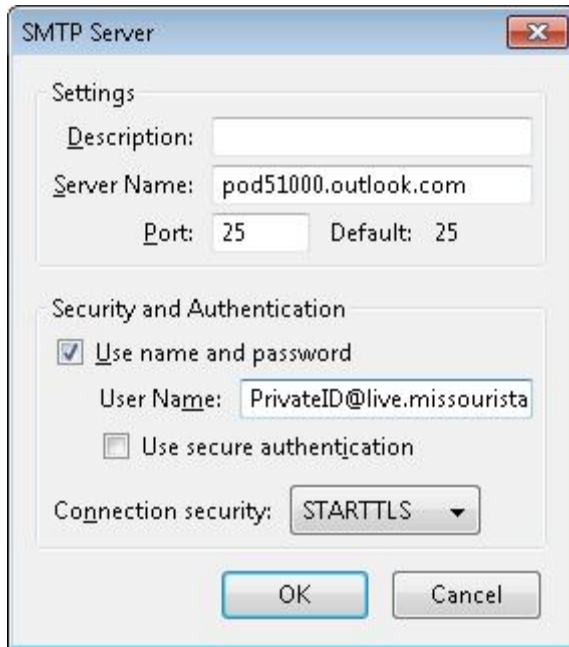 SMTP Server
Settings
Description:
Server Name: pod51000.outlook.com
Port: 25 Default: 25
Security and Authentication
Use name and password
User Name: PrivateID@live.missourista
Use secure authentication
Connection security: STARTTLS
OK Cancel